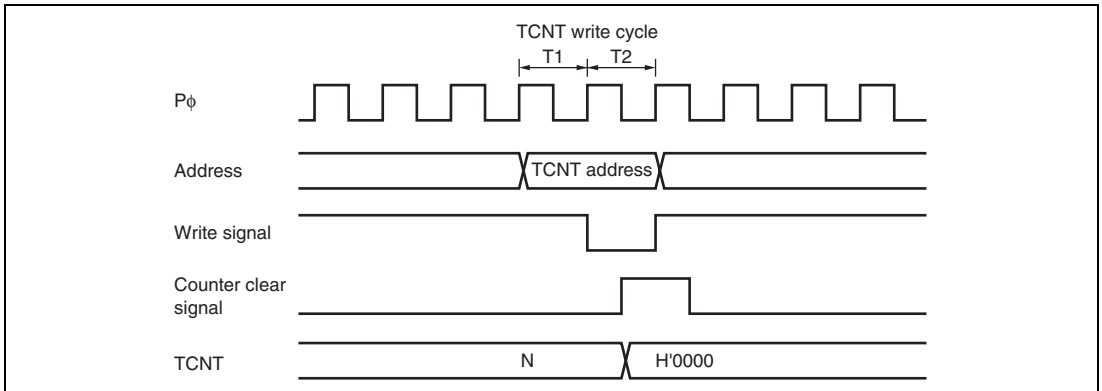 TCNT write cycle
T1 T2
Pϕ
Address
TCNT address
Write signal
Counter clear
signal
TCNT
N
H'0000